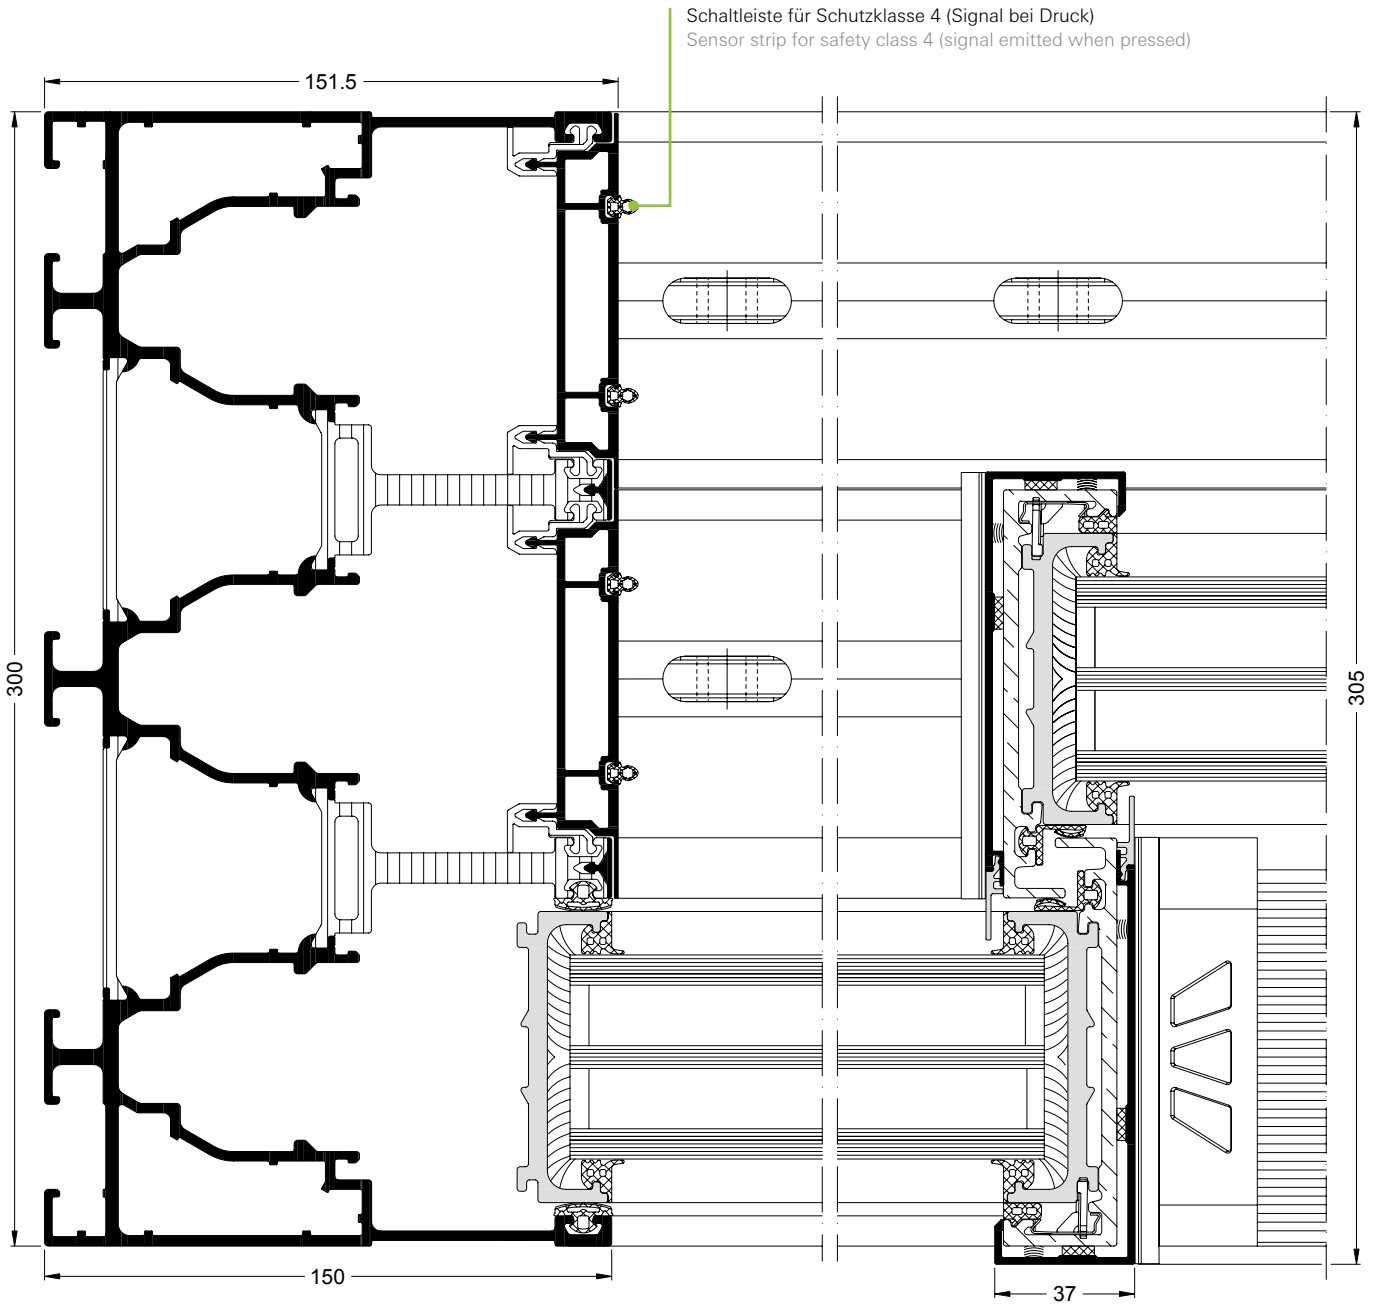 Schaltleiste für Schutzklasse 4 (Signal bei Druck)
Sensor strip for safety class 4 (signal emitted when pressed)
151.5
300
305
150
37